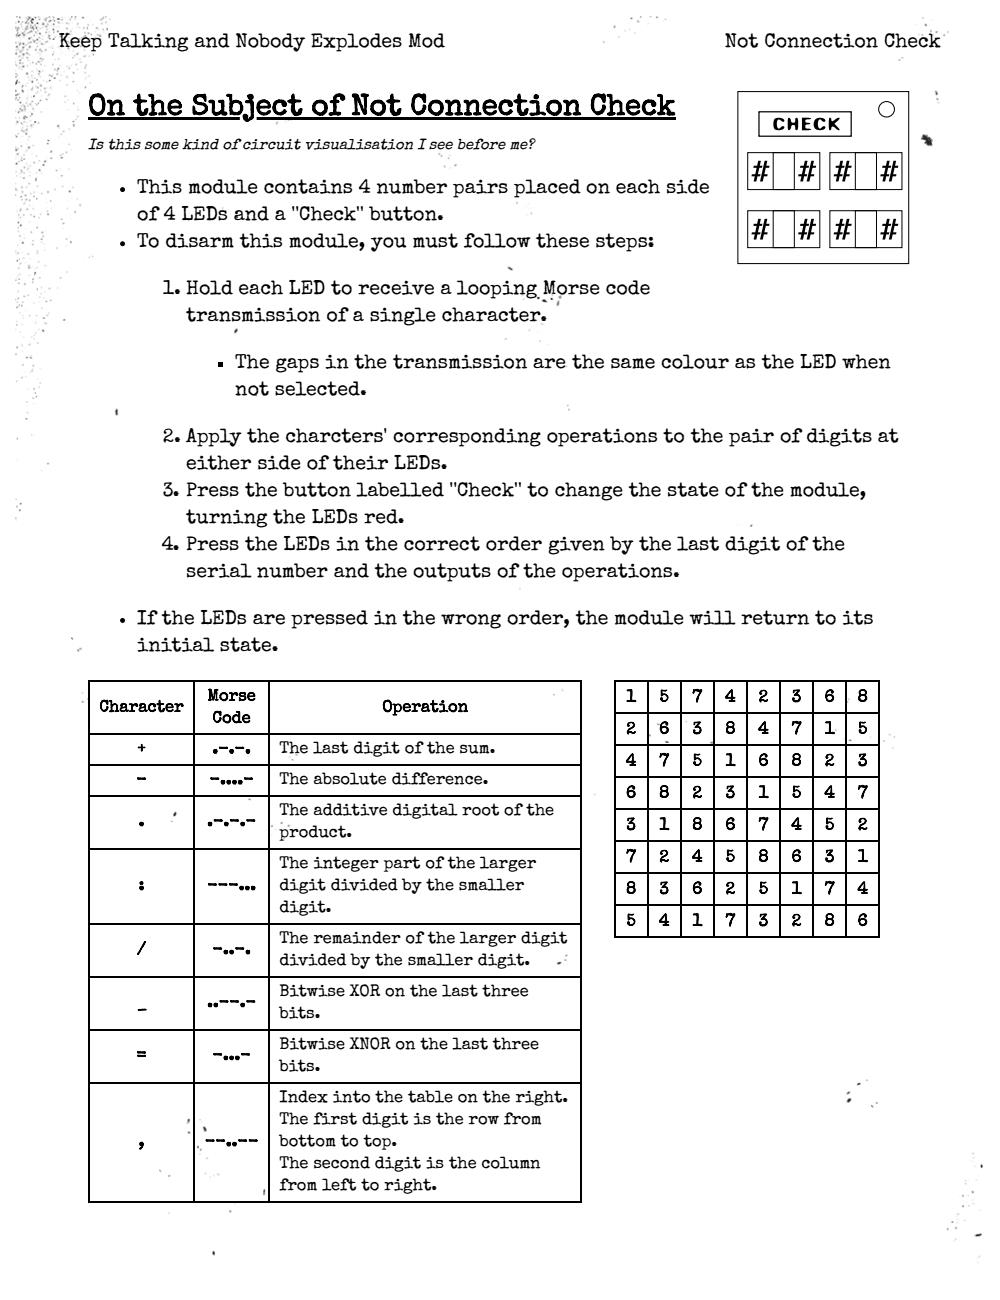 Keep Talking and Nobody Explodes Mod
Not Connection Check
On the Subject of Not Connection Check
Is this some kind of circuit visualisation I see before me?
CHECK
# # # #
# # # #
• This module contains 4 number pairs placed on each side
of 4 LEDs and a "Check" button.
• To disarm this module, you must follow these steps:
1. Hold each LED to receive a looping Morse code
transmission of a single character.
▪ The gaps in the transmission are the same colour as the LED when
not selected.
2. Apply the charcters' corresponding operations to the pair of digits at
either side of their LEDs.
3. Press the button labelled "Check" to change the state of the module,
turning the LEDs red.
4. Press the LEDs in the correct order given by the last digit of the
serial number and the outputs of the operations.
• If the LEDs are pressed in the wrong order, the module will return to its
initial state.
Character
Morse
Code
Operation
+ .-.-. The last digit of the sum.
- -....- The absolute difference.
. .-.-.- The additive digital root of the
product.
: ---... The integer part of the larger
digit divided by the smaller
digit.
/ -..-. The remainder of the larger digit
divided by the smaller digit.
_ ..--.- Bitwise XOR on the last three
bits.
= -...- Bitwise XNOR on the last three
bits.
, --..-- Index into the table on the right.
The first digit is the row from
bottom to top.
The second digit is the column
from left to right.
1 5 7 4 2 3 6 8
2 6 3 8 4 7 1 5
4 7 5 1 6 8 2 3
6 8 2 3 1 5 4 7
3 1 8 6 7 4 5 2
7 2 4 5 8 6 3 1
8 3 6 2 5 1 7 4
5 4 1 7 3 2 8 6